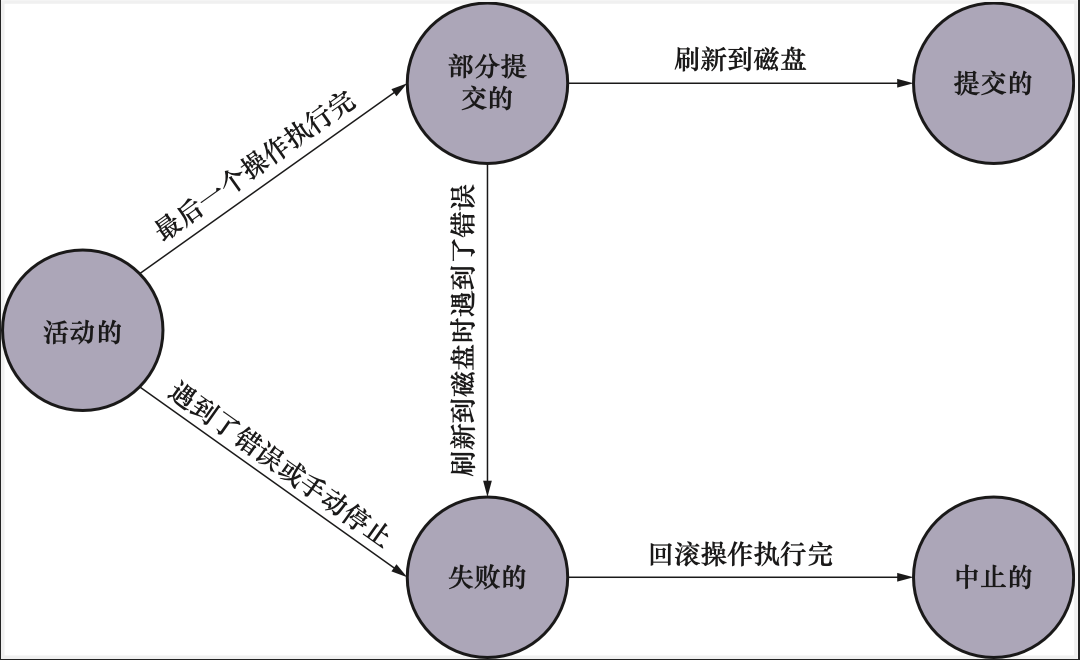 部分提
交的
刷新到磁盘
提交的
最后一个操作执行完
刷新到磁盘时遇到了错误
活动的
遇到了错误或手动停止
失败的
回滚操作执行完
中止的